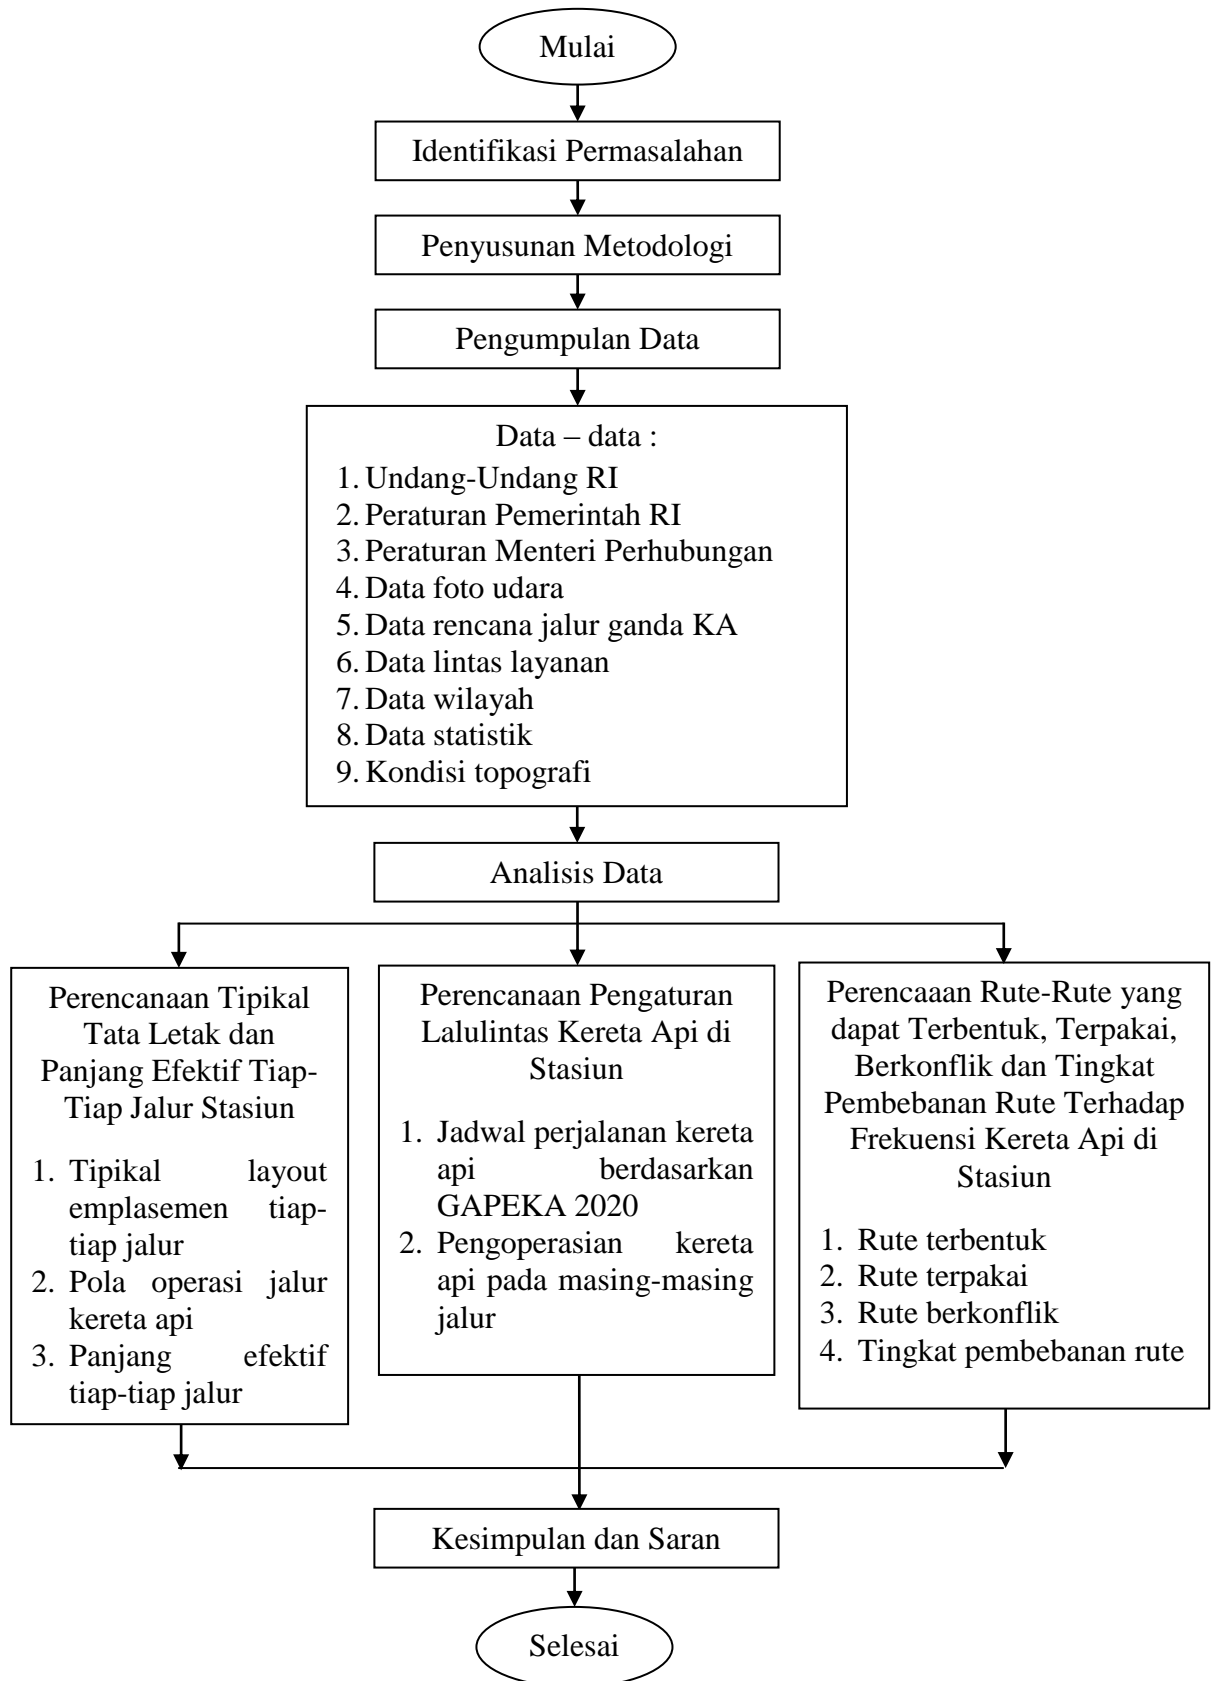 Mulai
Identifikasi Permasalahan
Penyusunan Metodologi
Pengumpulan Data
Data – data :
1. Undang-Undang RI
2. Peraturan Pemerintah RI
3. Peraturan Menteri Perhubungan
4. Data foto udara
5. Data rencana jalur ganda KA
6. Data lintas layanan
7. Data wilayah
8. Data statistik
9. Kondisi topografi
Analisis Data
Perencanaan Tipikal
Tata Letak dan
Panjang Efektif Tiap-
Tiap Jalur Stasiun
1. Tipikal layout
emplasemen tiap-
tiap jalur
2. Pola operasi jalur
kereta api
3. Panjang efektif
tiap-tiap jalur
Perencanaan Pengaturan
Lalulintas Kereta Api di
Stasiun
1. Jadwal perjalanan kereta
api berdasarkan
GAPEKA 2020
2. Pengoperasian kereta
api pada masing-masing
jalur
Perencaaan Rute-Rute yang
dapat Terbentuk, Terpakai,
Berkonflik dan Tingkat
Pembebanan Rute Terhadap
Frekuensi Kereta Api di
Stasiun
1. Rute terbentuk
2. Rute terpakai
3. Rute berkonflik
4. Tingkat pembebanan rute
Kesimpulan dan Saran
Selesai